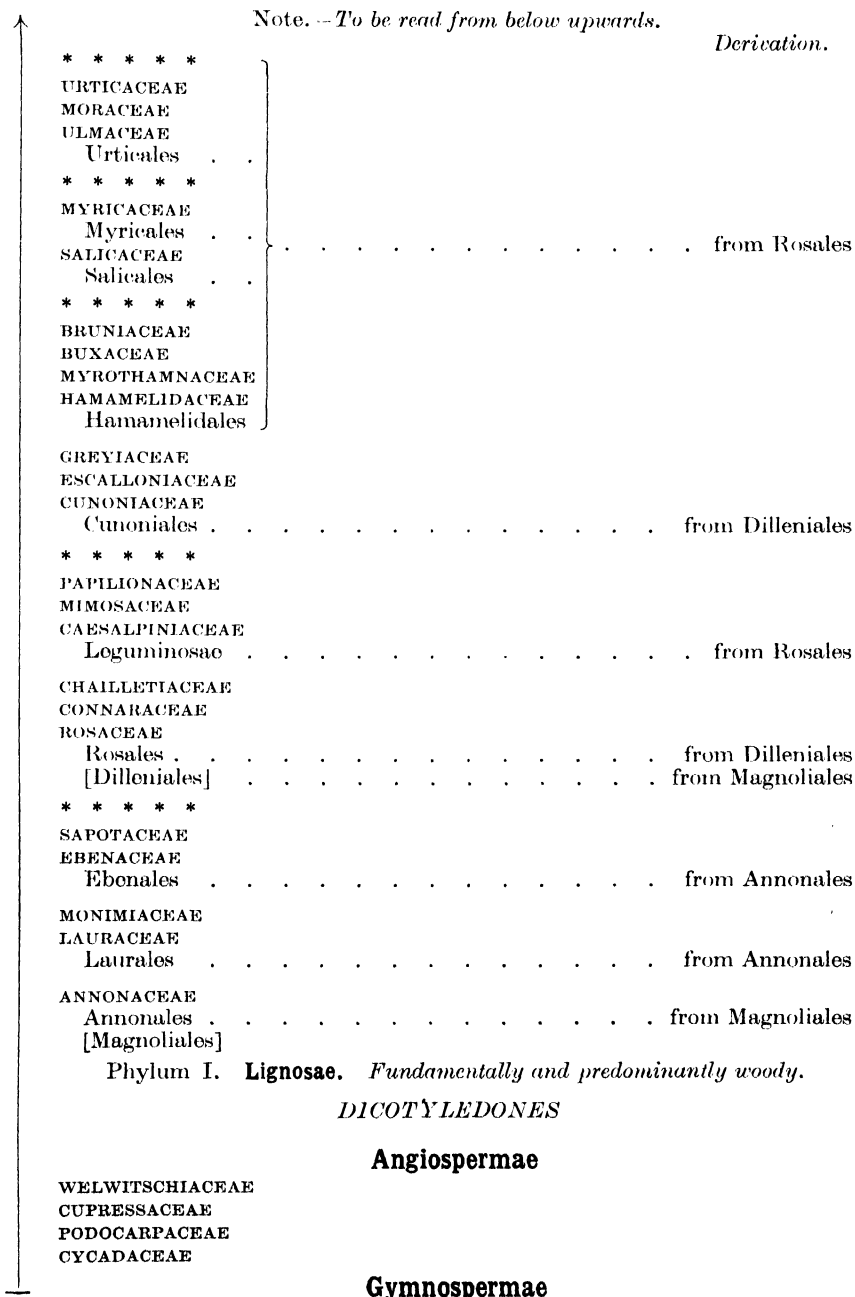 Note.—To be read from below upwards.
Derivation.
* * * * *
URTICACEAE
MORACEAE
ULMACEAE
Urticales . .
* * * * *
MYRICACEAE
Myricales . .
SALICACEAE . . . . . . . . . . . . from Rosales
Salicales . .
* * * * *
BRUNIACEAE
BUXACEAE
MYROTHAMNACEAE
HAMAMELIDACEAE
Hamamelidales
GREYIACEAE
ESCALLONIACEAE
CUNONIACEAE
Cunoniales . . . . . . . . . . . . . from Dilleniales
* * * * *
PAPILIONACEAE
MIMOSACEAE
CAESALPINIACEAE
Leguminosae . . . . . . . . . . . . . from Rosales
CHAILLETIACEAE
CONNARACEAE
ROSACEAE
Rosales . . . . . . . . . . . . . . from Dilleniales
[Dilleniales] . . . . . . . . . . . . from Magnoliales
* * * * *
SAPOTACEAE
EBENACEAE
Ebenales . . . . . . . . . . . . . from Annonales
MONIMIACEAE
LAURACEAE
Laurales . . . . . . . . . . . . . from Annonales
ANNONACEAE
Annonales . . . . . . . . . . . . . from Magnoliales
[Magnoliales]
Phylum I. Lignosae. Fundamentally and predominantly woody.
DICOTYLEDONES
Angiospermae
WELWITSCHIACEAE
CUPRESSACEAE
PODOCARPACEAE
CYCADACEAE
Gymnospermae